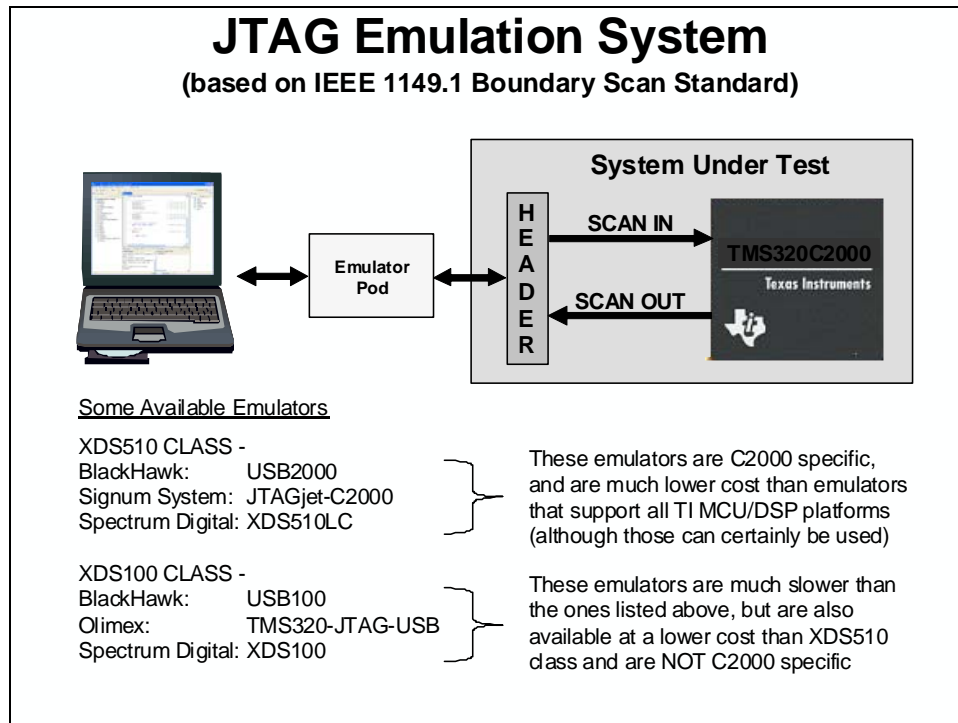 JTAG Emulation System
(based on IEEE 1149.1 Boundary Scan Standard)
System Under Test
Emulator
Pod
HEADER
SCAN IN
SCAN OUT
TMS320C2000
Texas Instruments
Some Available Emulators
XDS510 CLASS -
BlackHawk: USB2000
Signum System: JTAGjet-C2000
Spectrum Digital: XDS510LC
These emulators are C2000 specific,
and are much lower cost than emulators
that support all TI MCU/DSP platforms
(although those can certainly be used)
XDS100 CLASS -
BlackHawk: USB100
Olimex: TMS320-JTAG-USB
Spectrum Digital: XDS100
These emulators are much slower than
the ones listed above, but are also
available at a lower cost than XDS510
class and are NOT C2000 specific